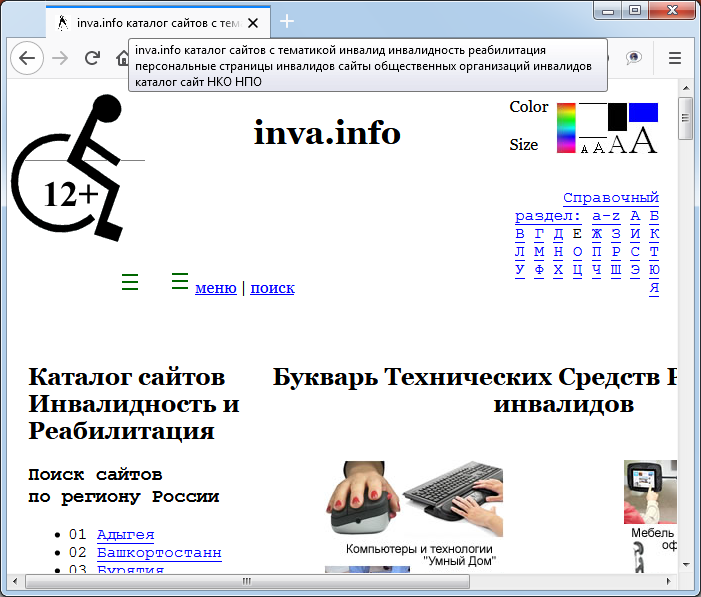 inva.info каталог сайтов с тем
inva.info каталог сайтов с тематикой инвалид инвалидность реабилитация
персональные страницы инвалидов сайты общественных организаций инвалидов
каталог сайт НКО НПО
12+
inva.info
Color
Size
A A A A
Справочный
раздел: a-z А Б
В Г Д Е Ж З И К
Л М Н О П Р С Т
У Ф Х Ц Ч Ш Э Ю
Я
меню | поиск
Каталог сайтов
Инвалидность и
Реабилитация
Букварь Технических Средств
инвалидов
Поиск сайтов
по региону России
01 Адыгея
02 Башкортостанн
03 Бурятия
Компьютеры и технологии
"Умный Дом"
Мебель
оф